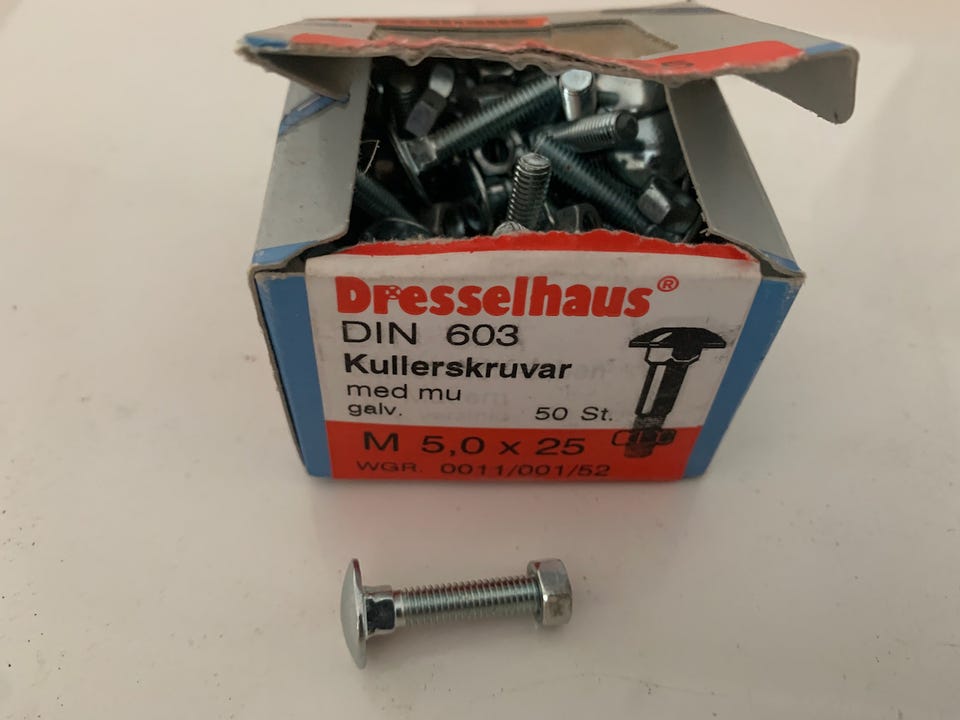 Dresselhaus®
DIN 603
Kullerskruvar
med mu
galv. 50 St.
M 5,0 x 25
WGR. 0011/001/52